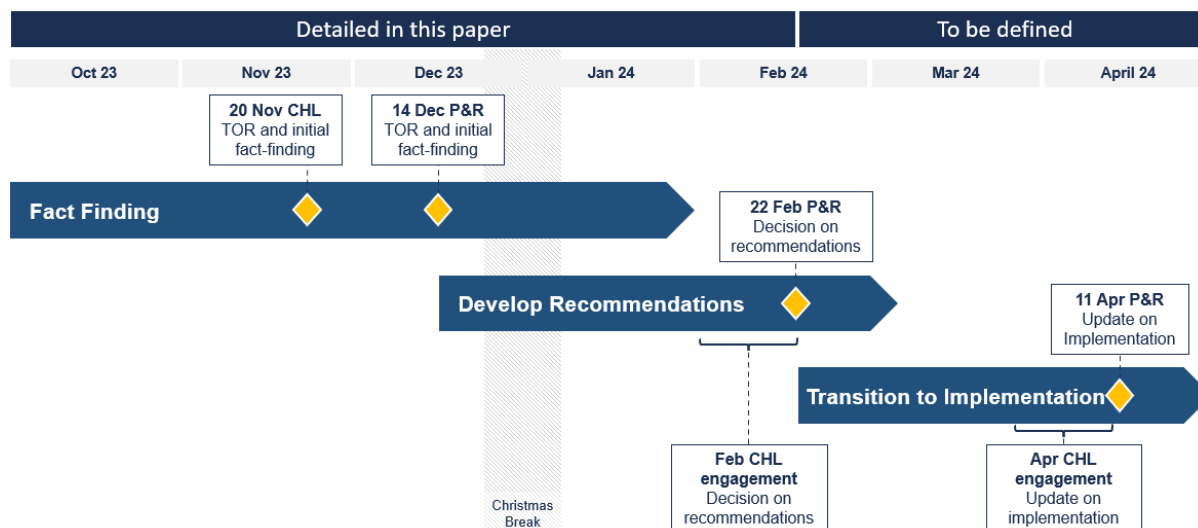 Detailed in this paper
To be defined
Oct 23
Nov 23
Dec 23
Jan 24
Feb 24
Mar 24
April 24
20 Nov CHL
TOR and initial
fact-finding
14 Dec P&R
TOR and initial
fact-finding
Fact Finding
22 Feb P&R
Decision on
recommendations
Develop Recommendations
11 Apr P&R
Update on
Implementation
Transition to Implementation
Feb CHL
engagement
Decision on
recommendations
Apr CHL
engagement
Update on
implementation
Christmas
Break